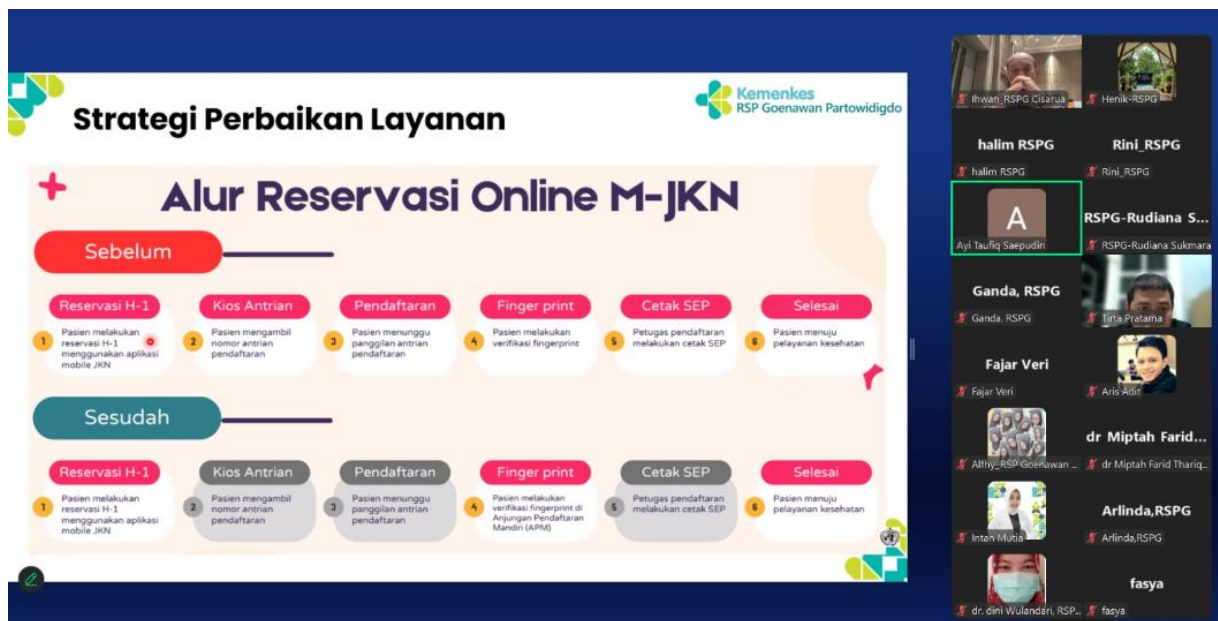 Strategi Perbaikan Layanan
Kemenkes
RSP Goenawan Partowidigdo
Alur Reservasi Online M-JKN
Sebelum
Reservasi H-1
1
Pasien melakukan
reservasi H-1
menggunakan aplikasi
mobile JKN
Kios Antrian
2
Pasien mengambil
nomor antrian
pendaftaran
Pendaftaran
3
Pasien menunggu
panggilan antrian
pendaftaran
Finger print
4
Pasien melakukan
verifikasi fingerprint
Cetak SEP
5
Petugas pendaftaran
melakukan cetak SEP
Selesai
6
Pasien menuju
pelayanan kesehatan
Sesudah
Reservasi H-1
1
Pasien melakukan
reservasi H-1
menggunakan aplikasi
mobile JKN
Kios Antrian
2
Pasien mengambil
nomor antrian
pendaftaran
Pendaftaran
3
Pasien menunggu
panggilan antrian
pendaftaran
Finger print
4
Pasien melakukan
verifikasi fingerprint di
Anjungan Pendaftaran
Mandiri (APM)
Cetak SEP
5
Petugas pendaftaran
melakukan cetak SEP
Selesai
6
Pasien menuju
pelayanan kesehatan
Ihwan_RSPG Cisarua
Henik-RSPG
halim RSPG
halim RSPG
Rini_RSPG
Rini_RSPG
A
Ayi Taufiq Saepudin
RSPG-Rudiana S...
RSPG-Rudiana Sukmara
Ganda, RSPG
Ganda, RSPG
Tirta Pratama
Fajar Veri
Fajar Veri
Aris Adit
Alfhy_RSP Goenawan ...
dr Miptah Farid...
dr Miptah Farid Thariq...
Intan Mutia
Arlinda,RSPG
Arlinda,RSPG
dr. dini Wulandari, RSP...
fasya
fasya